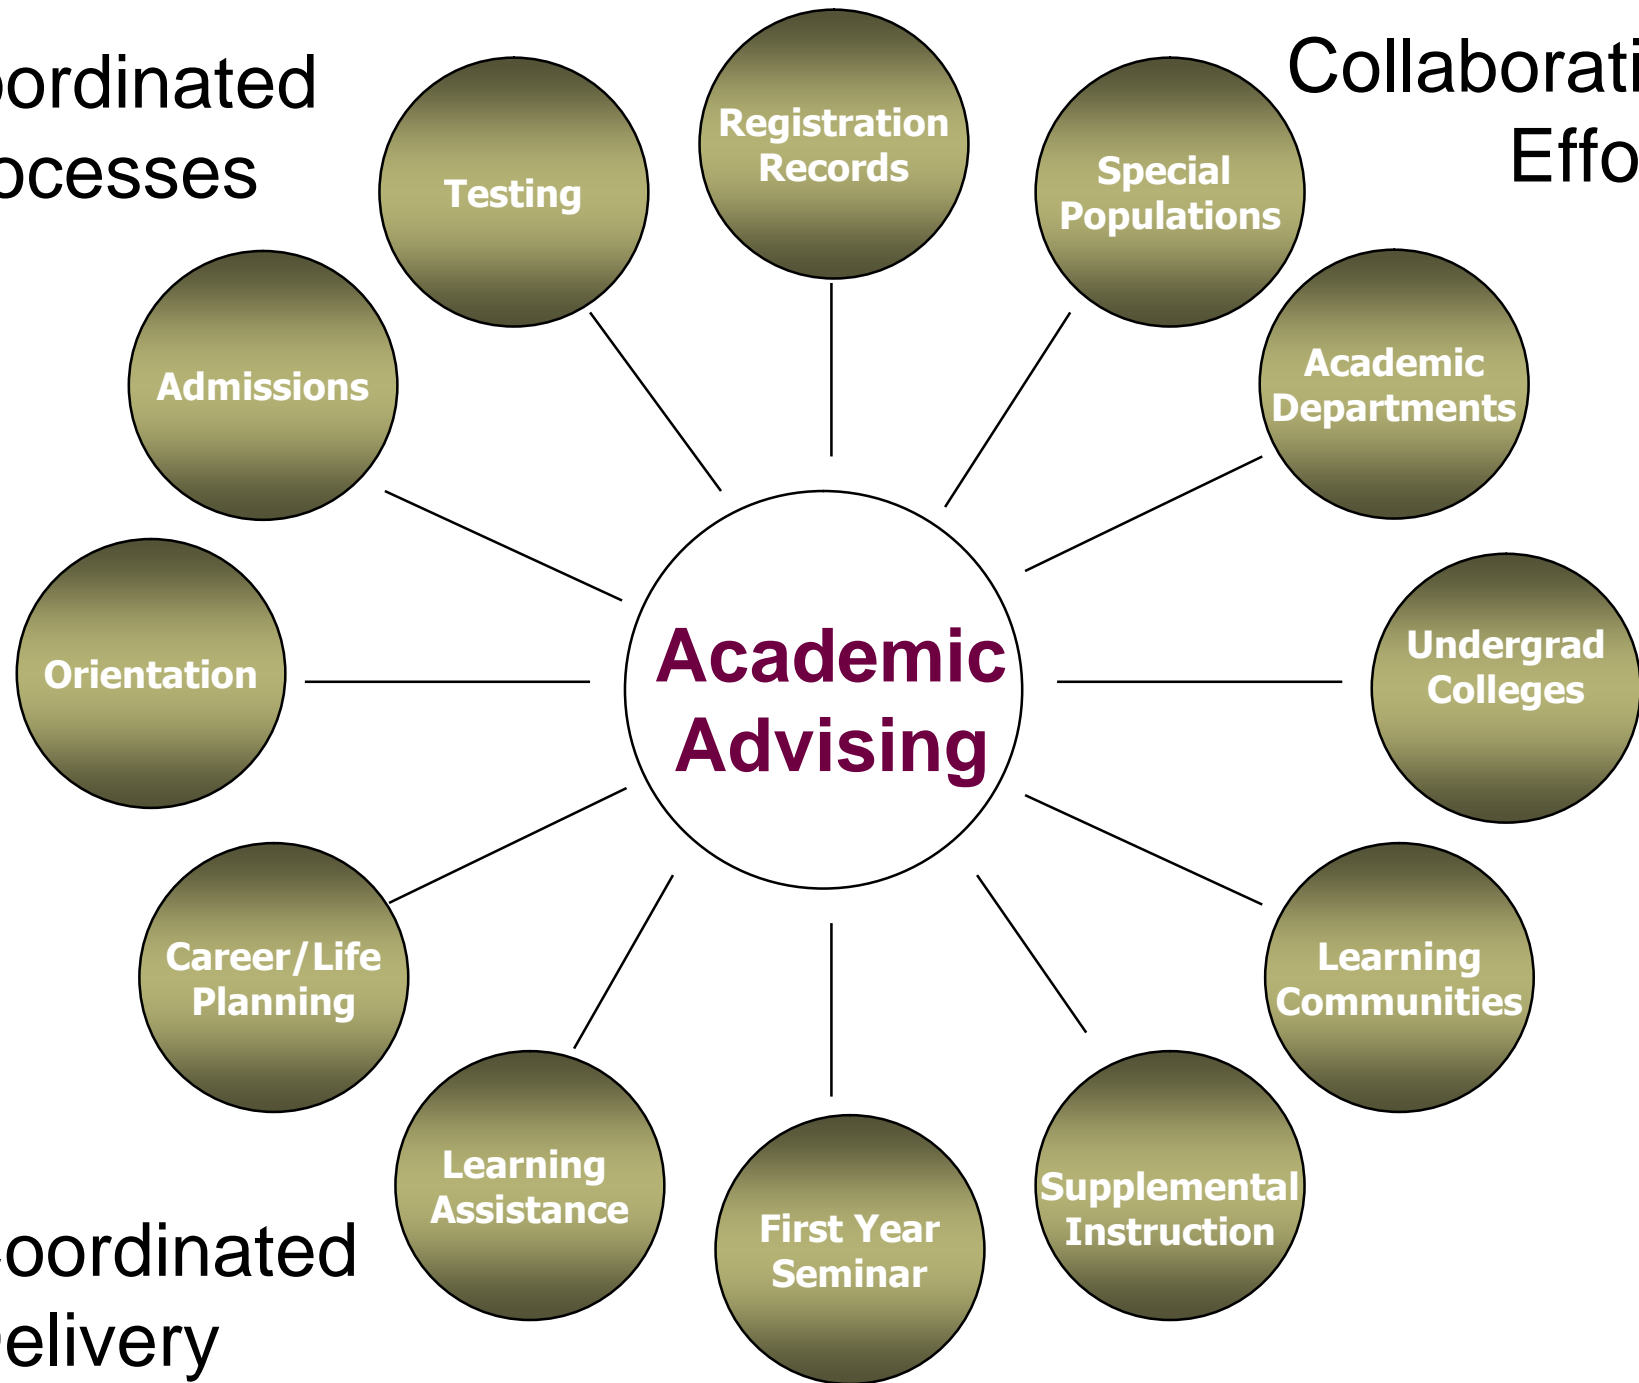 oordinated
ocesses
Collaborati
Effo
Registration
Records
Testing
Special
Populations
Admissions
Academic
Departments
Orientation
Academic
Advising
Undergrad
Colleges
Career/Life
Planning
Learning
Communities
Learning
Assistance
First Year
Seminar
Supplemental
Instruction
oordinated
elivery